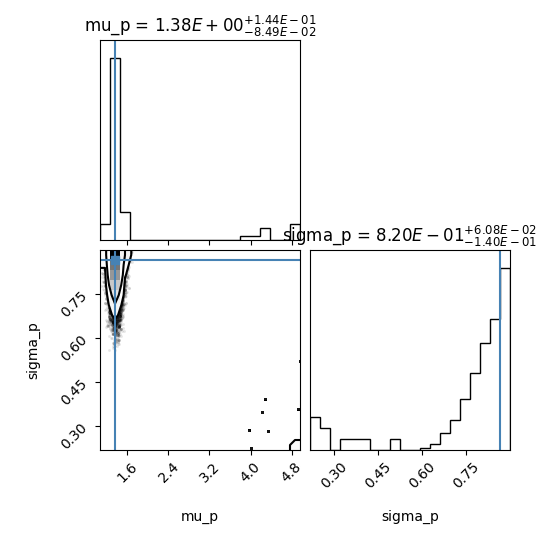 mu_p = 1.38E + 00+1.44E − 01 −8.49E − 02
sigma_p = 8.20E − 01+6.08E − 02 −1.40E − 01
sigma_p
0.75
0.60
0.45
0.30
1.6 2.4 3.2 4.0 4.8
0.30 0.45 0.60 0.75
mu_p
sigma_p